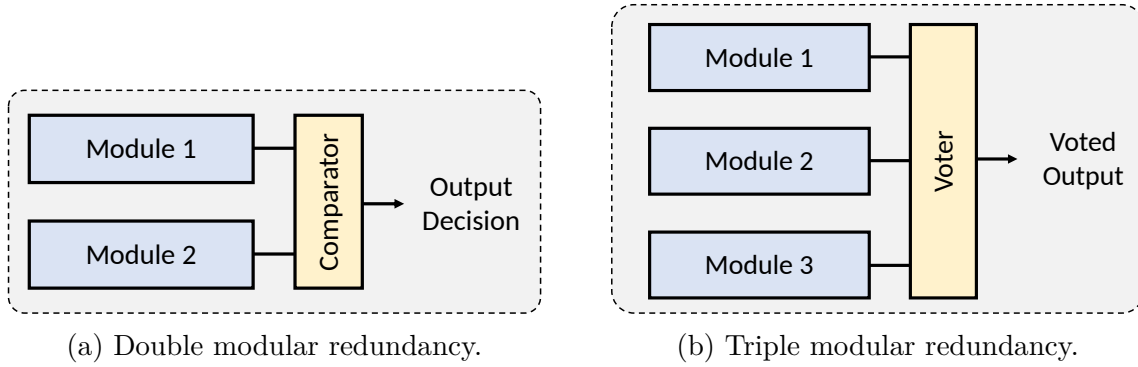 Module 1
Module 2
Comparator
Output
Decision
(a) Double modular redundancy.
Module 1
Module 2
Module 3
Voter
Voted
Output
(b) Triple modular redundancy.